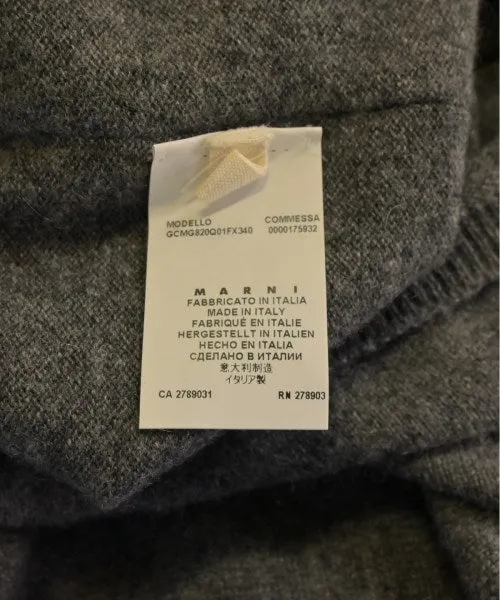 MODELLO COMMESSA
GCMG820Q01FX340 0000175932
MARNI
FABBRICATO IN ITALIA
MADE IN ITALY
FABRIQUÉ EN ITALIE
HERGESTELLT IN ITALIEN
HECHO EN ITALIA
СДЕЛАНО В ИТАЛИИ
意大利制造
イタリア製
CA 2789031 RN 278903